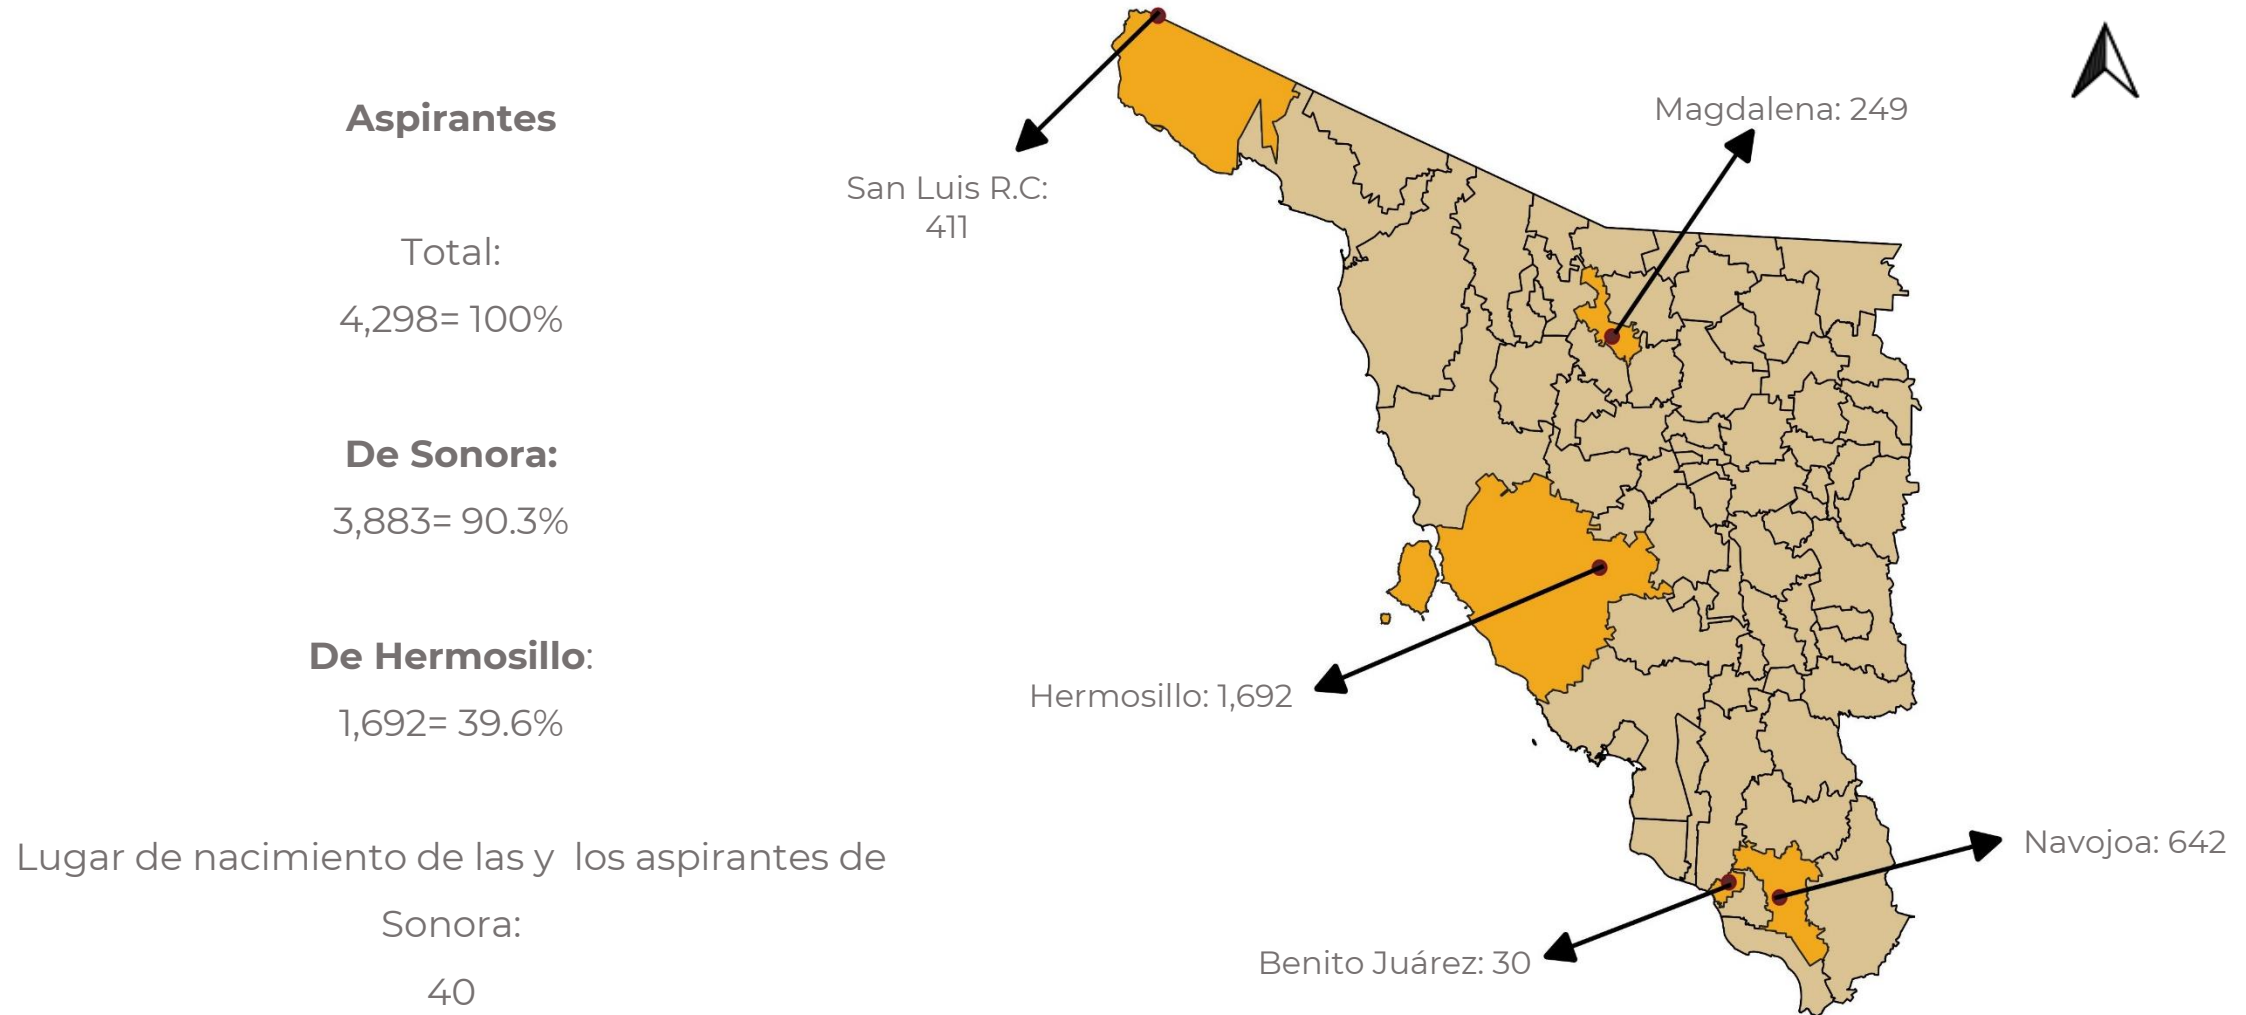 Aspirantes
Total:
4,298= 100%
De Sonora:
3,883= 90.3%
De Hermosillo:
1,692= 39.6%
Lugar de nacimiento de las y  los aspirantes de
Sonora:
40
San Luis R.C:
411
Magdalena: 249
Hermosillo: 1,692
Navojoa: 642
Benito Juárez: 30